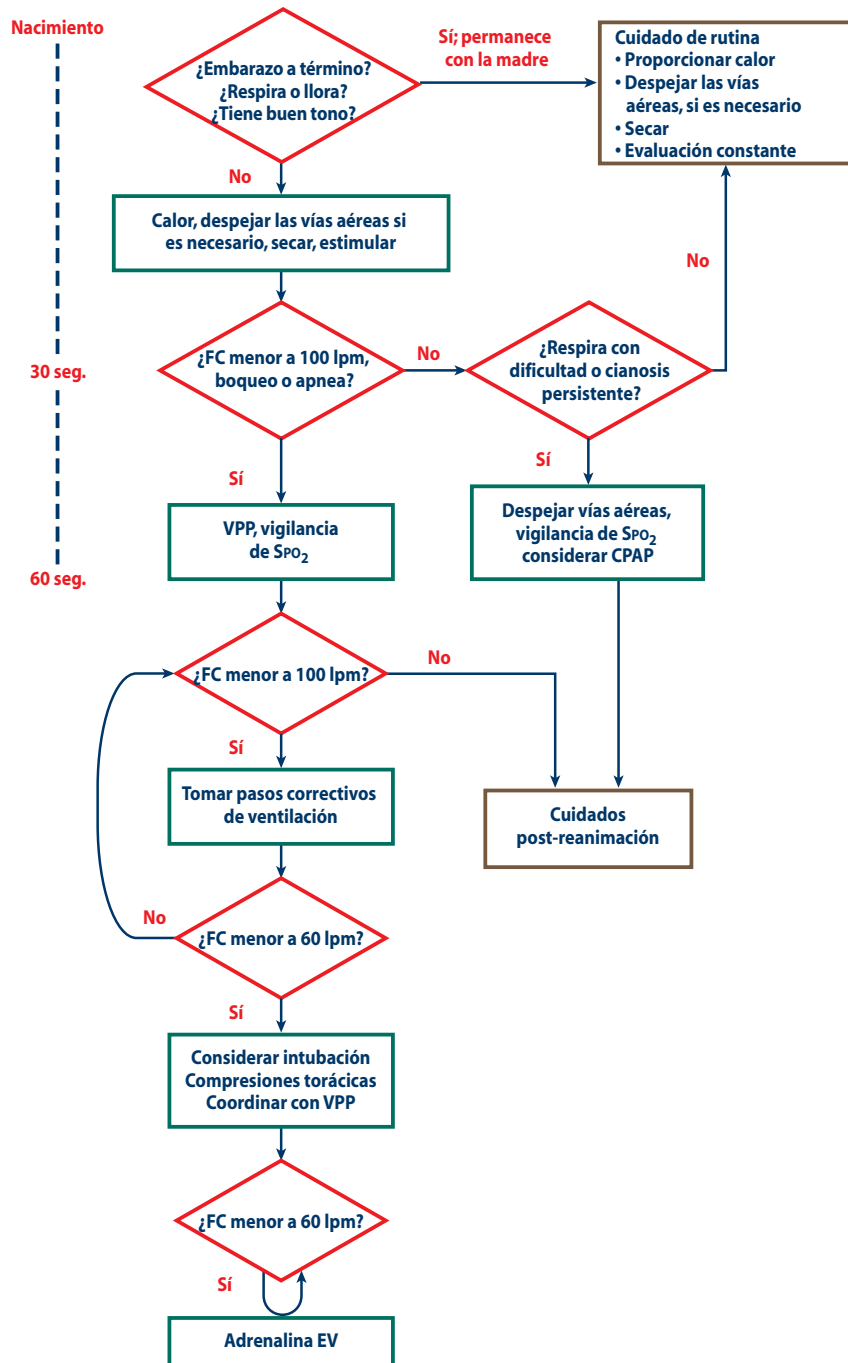 Nacimiento
¿Embarazo a término?
¿Respira o llora?
¿Tiene buen tono?
Sí; permanece
con la madre
Cuidado de rutina
• Proporcionar calor
• Despejar las vías
aéreas, si es necesario
• Secar
• Evaluación constante
No
Calor, despejar las vías aéreas si
es necesario, secar, estimular
No
30 seg.
¿FC menor a 100 lpm,
boqueo o apnea?
No
¿Respira con
dificultad o cianosis
persistente?
Sí
Sí
VPP, vigilancia
de SPO2
Despejar vías aéreas,
vigilancia de SPO2
considerar CPAP
60 seg.
¿FC menor a 100 lpm?
No
Sí
Tomar pasos correctivos
de ventilación
Cuidados
post-reanimación
No
¿FC menor a 60 lpm?
Sí
Considerar intubación
Compresiones torácicas
Coordinar con VPP
¿FC menor a 60 lpm?
Sí
Adrenalina EV